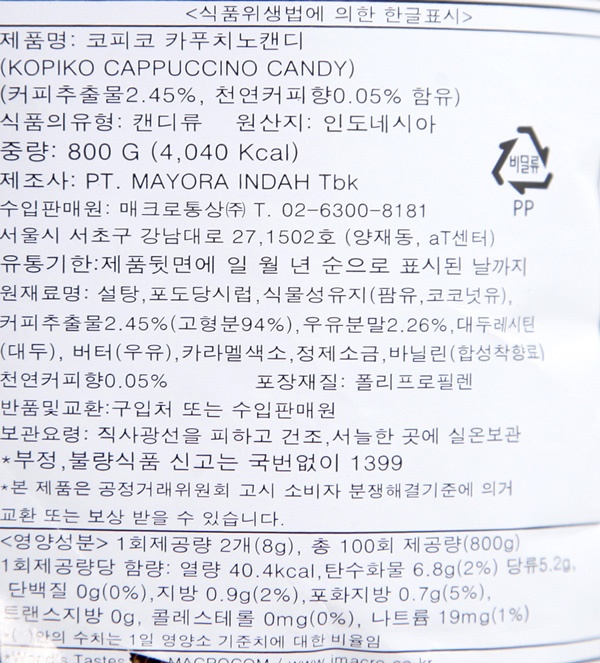 <식품위생법에 의한 한글표시>
제품명: 코피코 카푸치노캔디
(KOPIKO CAPPUCCINO CANDY)
(커피추출물2.45%, 천연커피향0.05% 함유)
식품의유형: 캔디류 원산지: 인도네시아
중량: 800 G (4,040 Kcal)
제조사: PT. MAYORA INDAH Tbk
비밀류
PP
수입판매원: 매크로통상㈜ T. 02-6300-8181
서울시 서초구 강남대로 27,1502호 (양재동, aT센터)
유통기한:제품뒷면에 일 월 년 순으로 표시된 날까지
원재료명: 설탕,포도당시럽,식물성유지(팜유,코코넛유),
커피추출물2.45%(고형분94%),우유분말2.26%,대두레시틴
(대두), 버터(우유),카라멜색소,정제소금,바닐린(합성착향료)
천연커피향0.05% 포장재질: 폴리프로필렌
반품및교환:구입처 또는 수입판매원
보관요령: 직사광선을 피하고 건조,서늘한 곳에 실온보관
*부정,불량식품 신고는 국번없이 1399
*본 제품은 공정거래위원회 고시 소비자 분쟁해결기준에 의거
교환 또는 보상 받을 수 있습니다.
<영양성분> 1회제공량 2개(8g), 총 100회 제공량(800g)
1회제공량당 함량: 열량 40.4kcal,탄수화물 6.8g(2%) 당류5.2g,
단백질 0g(0%),지방 0.9g(2%),포화지방 0.7g(5%),
트랜스지방 0g, 콜레스테롤 0mg(0%), 나트륨 19mg(1%)
*( )안의 수치는 1일 영양소 기준치에 대한 비율임
Tastes MACROCOM / www.imacro.co.kr